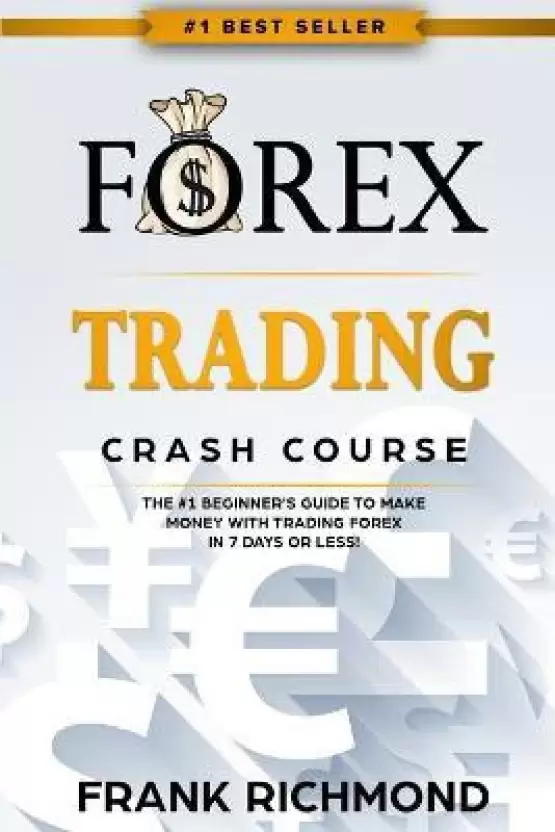 #1 BEST SELLER
FOREX
TRADING
CRASH COURSE
THE #1 BEGINNER'S GUIDE TO MAKE
MONEY WITH TRADING FOREX
IN 7 DAYS OR LESS!
FRANK RICHMOND